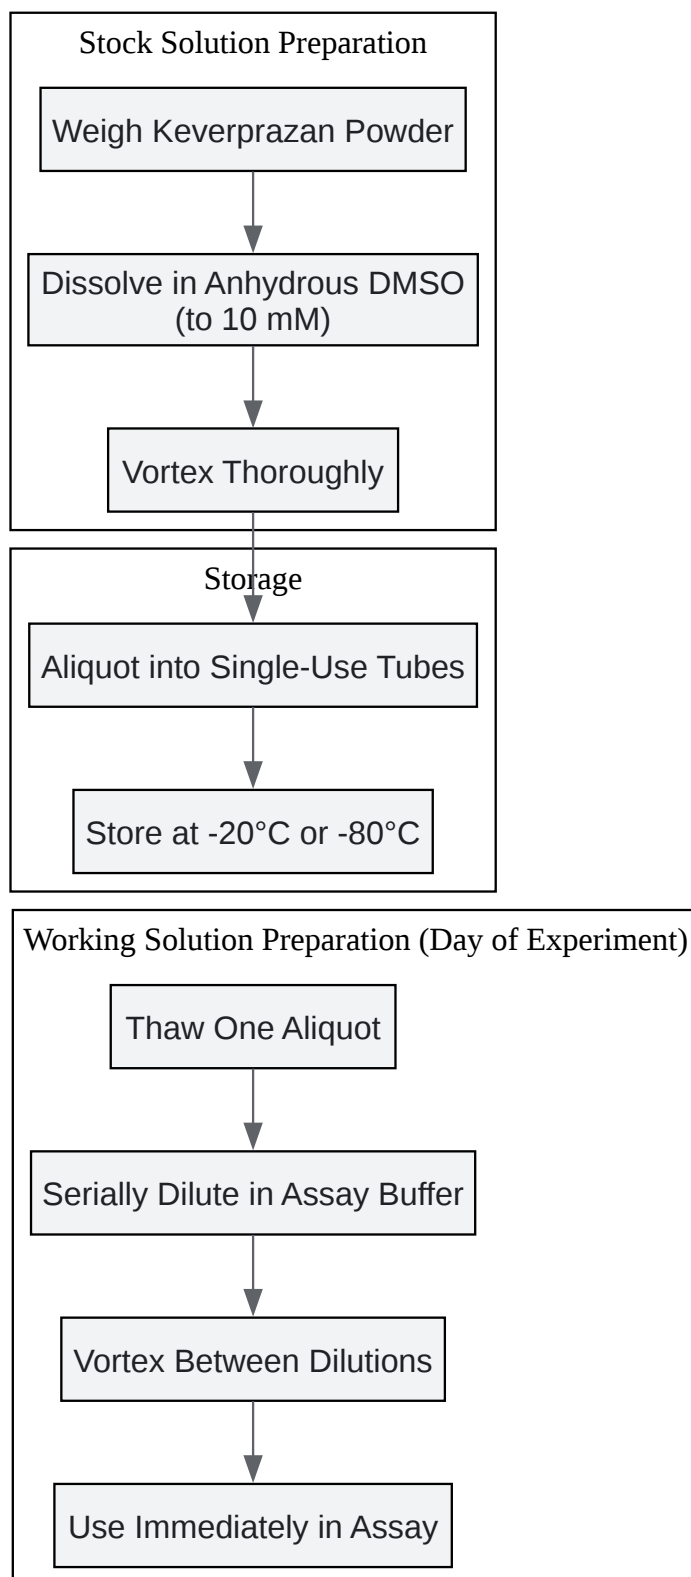 Stock Solution Preparation
Weigh Keverprazan Powder
Dissolve in Anhydrous DMSO
(to 10 mM)
Vortex Thoroughly
Storage
Aliquot into Single-Use Tubes
Store at -20°C or -80°C
Working Solution Preparation (Day of Experiment)
Thaw One Aliquot
Serially Dilute in Assay Buffer
Vortex Between Dilutions
Use Immediately in Assay